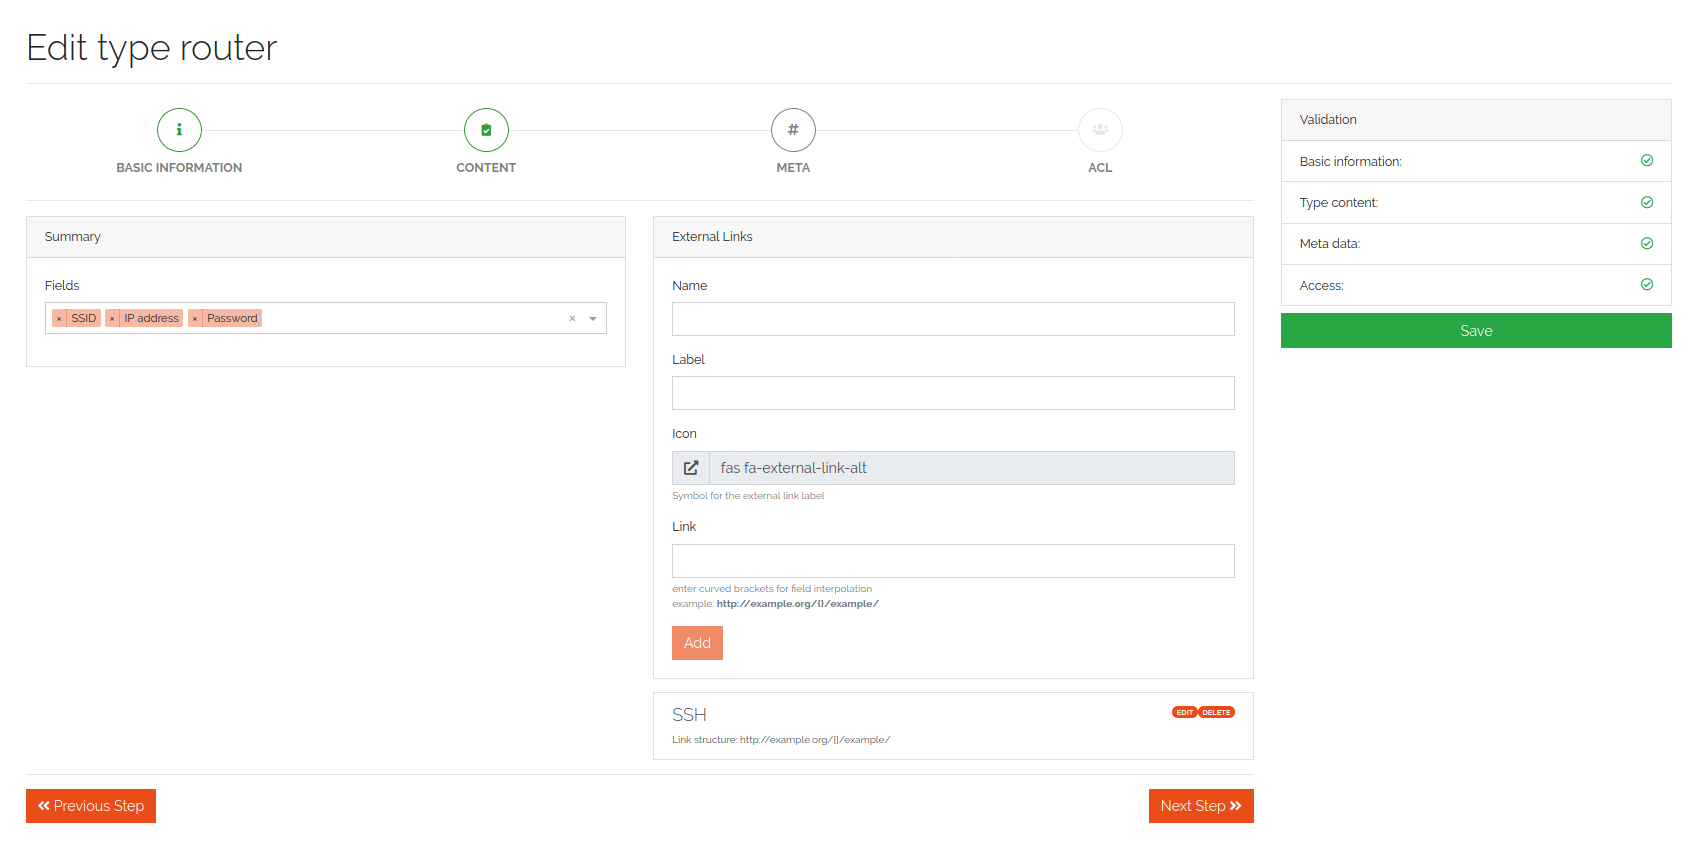 Edit type router
BASIC INFORMATION
CONTENT
META
ACL
Summary
Fields
× SSID × IP address × Password ×
External Links
Name
Label
Icon
fas fa-external-link-alt
Symbol for the external link label
Link
enter curved brackets for field interpolation
example: http://example.org/{}/example/
Add
SSH
EDIT DELETE
Link structure: http://example.org/{}/example/
Previous Step
Next Step
Validation
Basic information:
Type content:
Meta data:
Access:
Save